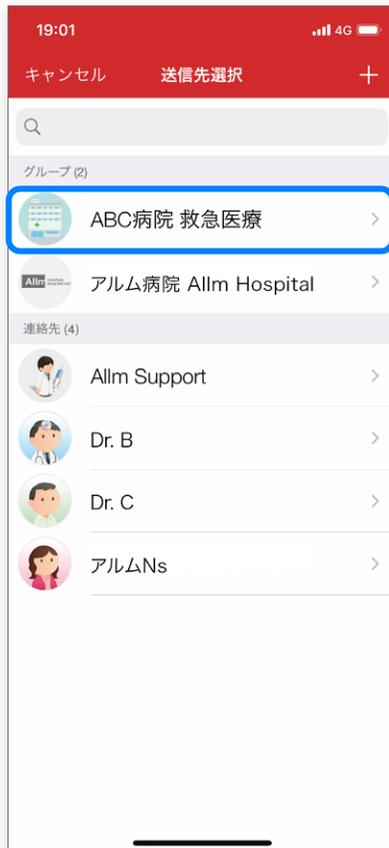 19:01
4G
キャンセル 送信先選択
グループ (2)
ABC病院 救急医療
Allm
アルム病院 Allm Hospital
連絡先 (4)
Allm Support
Dr. B
Dr. C
アルムNs